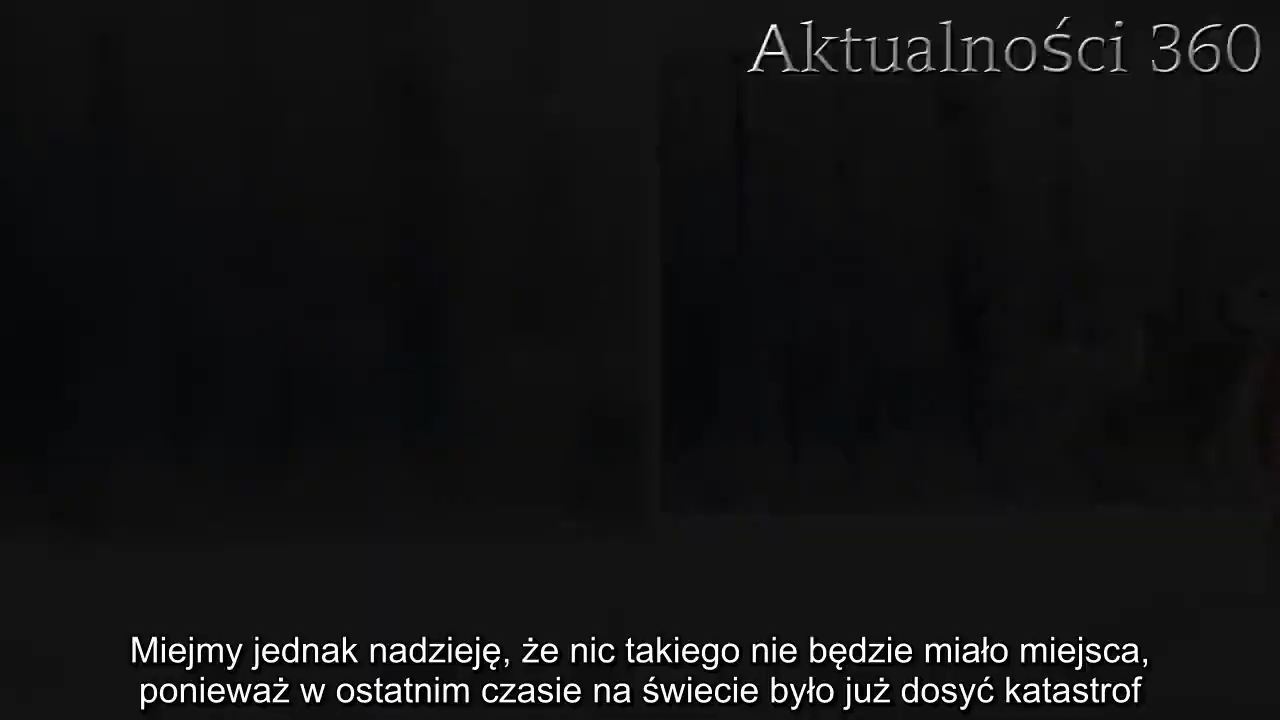 Aktualności 360
Miejmy jednak nadzieję, że nic takiego nie będzie miało miejsca,
ponieważ w ostatnim czasie na świecie było już dosyć katastrof